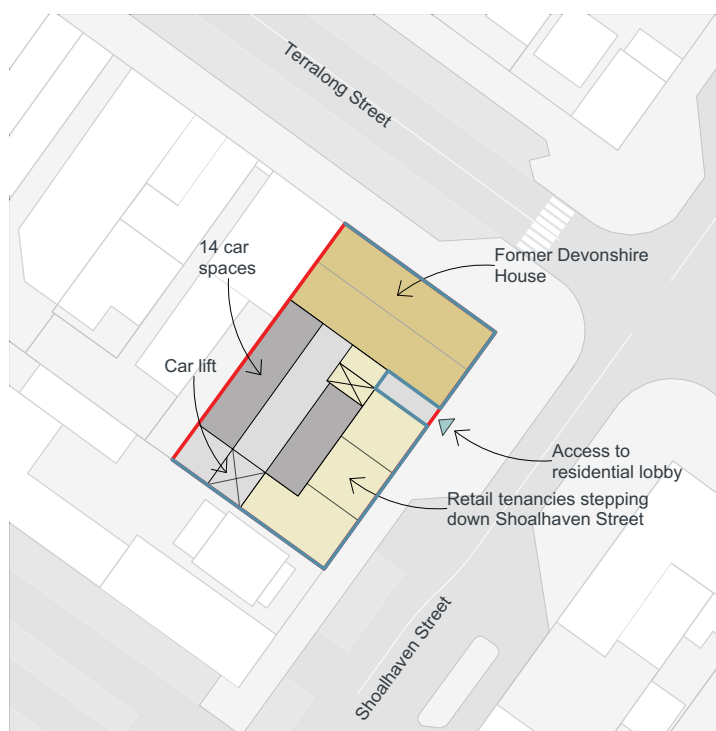 Terralong Street
14 car
spaces
Former Devonshire
House
Car lift
Access to
residential lobby
Retail tenancies stepping
down Shoalhaven Street
Shoalhaven Street